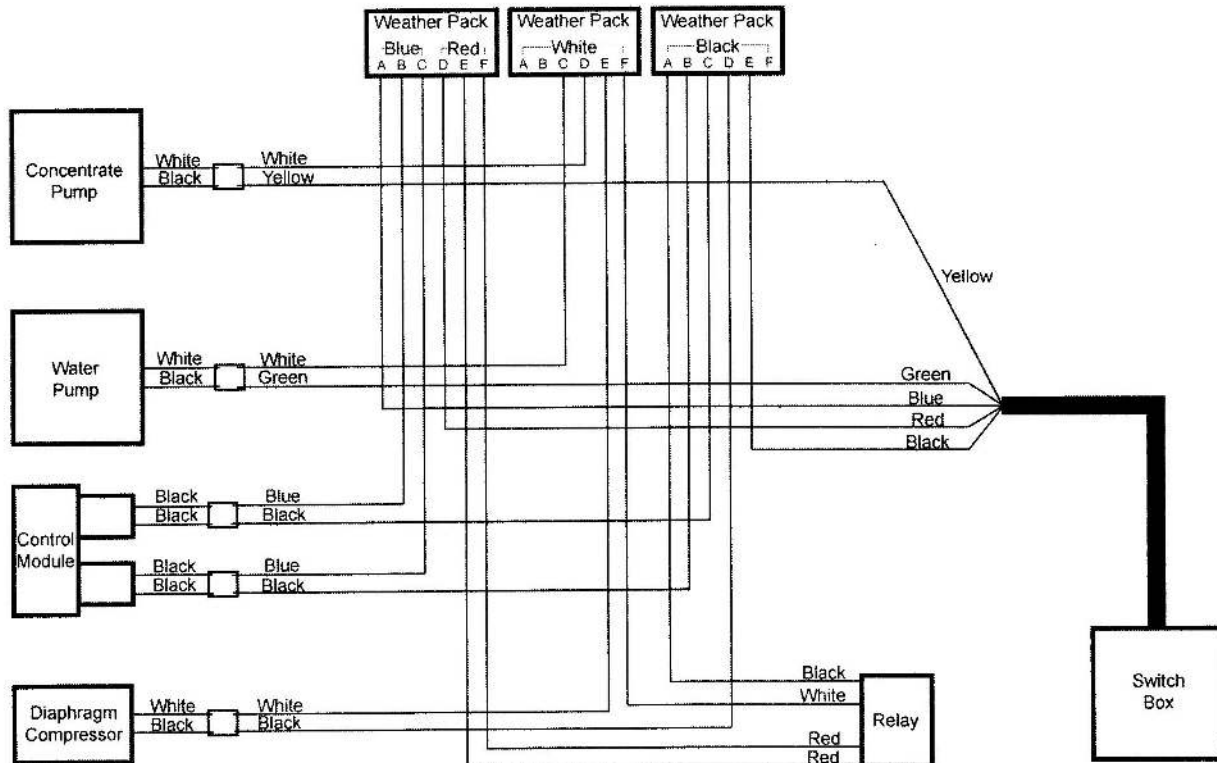 Weather Pack
Blue Red
A B C D E F
Weather Pack
White
A B C D E F
Weather Pack
Black
A B C D E F
Concentrate
Pump
White White
Black Yellow
Yellow
Water
Pump
White White
Black Green
Green
Blue
Red
Black
Control
Module
Black Blue
Black Black
Black Blue
Black Black
Diaphragm
Compressor
White White
Black Black
Black
White
Red
Red
Relay
Switch
Box